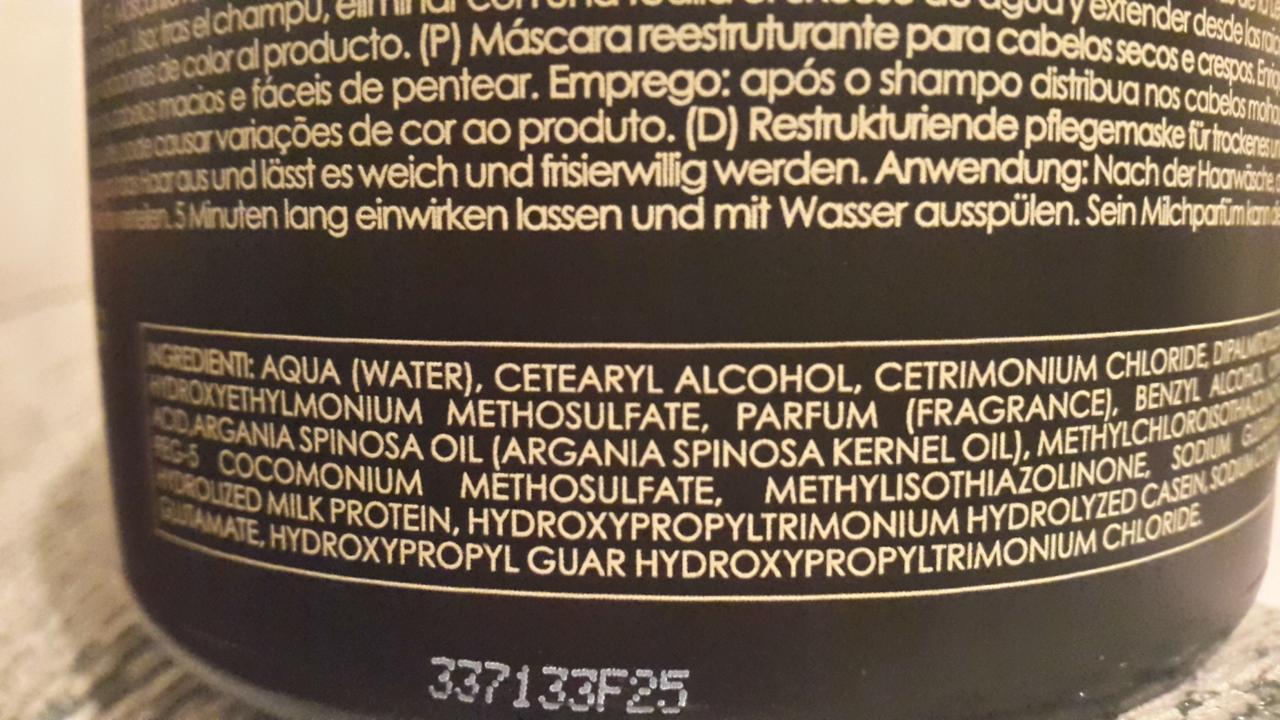 tras el champú, eliminar con una toalla el exceso de agua y extender desde las
de color al producto. (P) Máscara reestruturante para cabelos secos e crespos.
macios e fáceis de pentear. Emprego: após o shampo distribua nos cabelos
causar variações de cor ao produto. (D) Restrukturiende pflegemaske für trockenes
Haar aus und lässt es weich und frisierwillig werden. Anwendung: Nach der Haarwäsche,
5 Minuten lang einwirken lassen und mit Wasser ausspülen. Sein Milchparfüm kann
INGREDIENTI: AQUA (WATER), CETEARYL ALCOHOL, CETRIMONIUM CHLORIDE,
HYDROXYETHYLMONIUM METHOSULFATE, PARFUM (FRAGRANCE), BENZYL ALCOHOL,
ACID, ARGANIA SPINOSA OIL (ARGANIA SPINOSA KERNEL OIL),
COCOMONIUM METHOSULFATE, METHYLISOTHIAZOLINONE, SODIUM
HYDROLIZED MILK PROTEIN, HYDROXYPROPYLTRIMONIUM HYDROLYZED CASEIN, SODIUM
GLUTAMATE, HYDROXYPROPYL GUAR HYDROXYPROPYLTRIMONIUM CHLORIDE.
337133F25